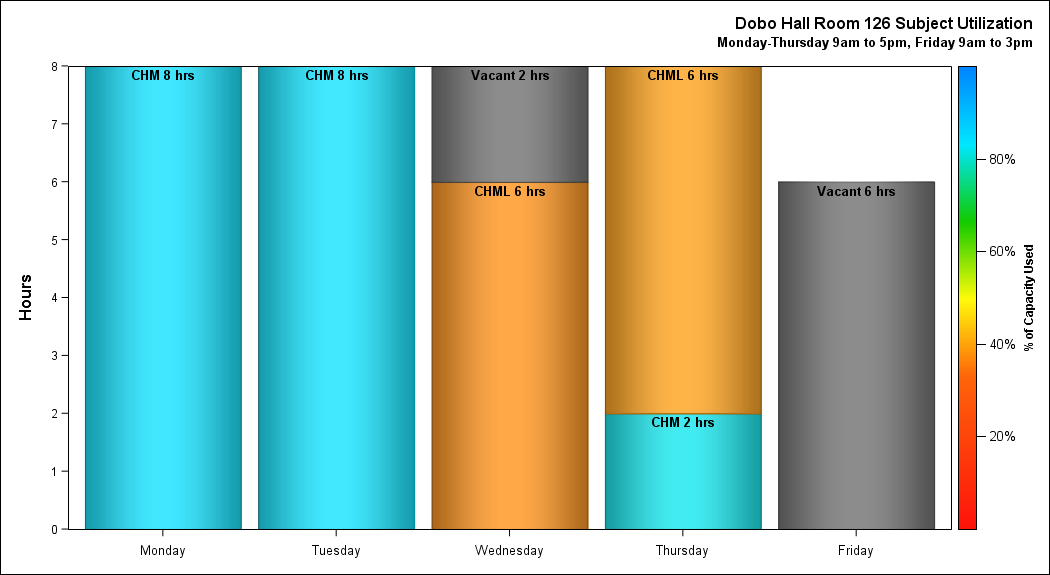 Dobo Hall Room 126 Subject Utilization
Monday-Thursday 9am to 5pm, Friday 9am to 3pm
Hours
8
7
6
5
4
3
2
1
0
CHM 8 hrs
CHM 8 hrs
Vacant 2 hrs
CHML 6 hrs
CHML 6 hrs
CHM 2 hrs
Vacant 6 hrs
Monday
Tuesday
Wednesday
Thursday
Friday
80%
60%
40%
20%
% of Capacity Used